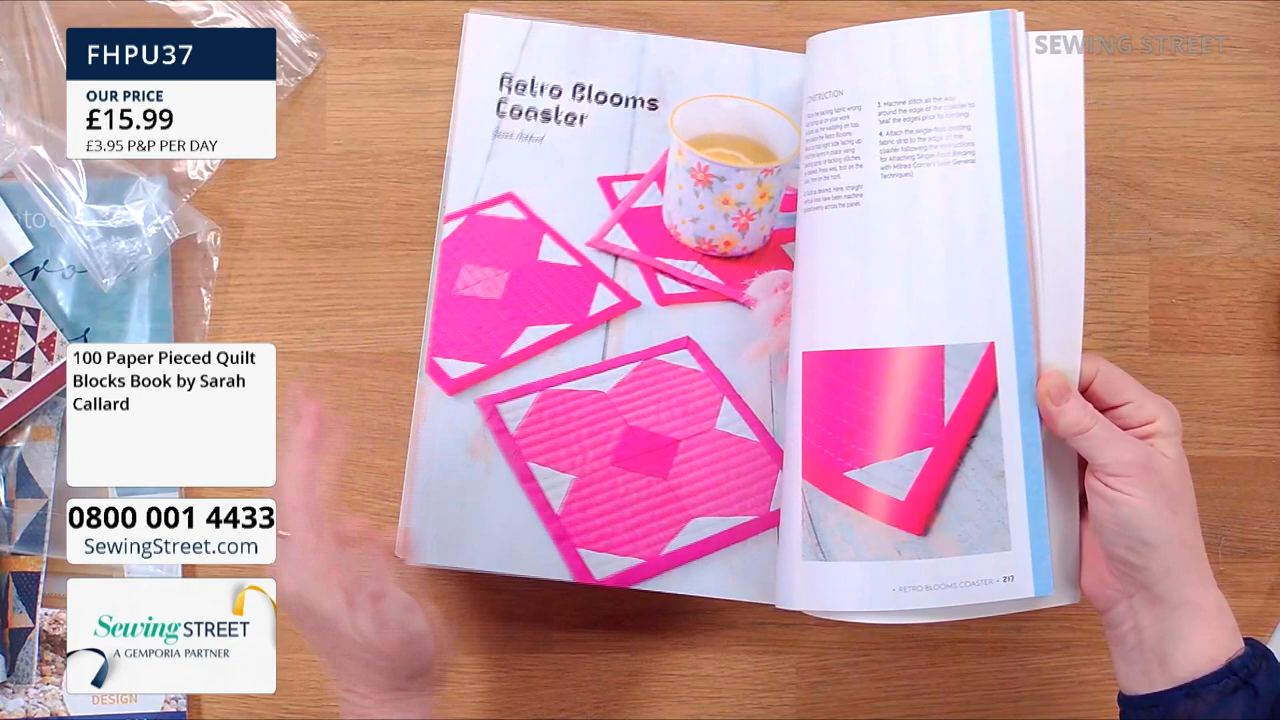 FHPU37
OUR PRICE
£15.99
£3.95 P&P PER DAY
100 Paper Pieced Quilt
Blocks Book by Sarah
Callard
0800 001 4433
SewingStreet.com
Sewing STREET
A GEMPORIA PARTNER
DESIGN
SEWING STREET
Retro Blooms
Coaster
3. Machine stitch all the way
around the edge of the coaster to
"seal" the edges prior to binding.
4. Attach the single-fold binding
fabric strip to the edge of the
coaster following the instructions
for Attaching Single-Fold Binding
with Mitred Corners (see General
Techniques).
• RETRO BLOOMS COASTER • 217